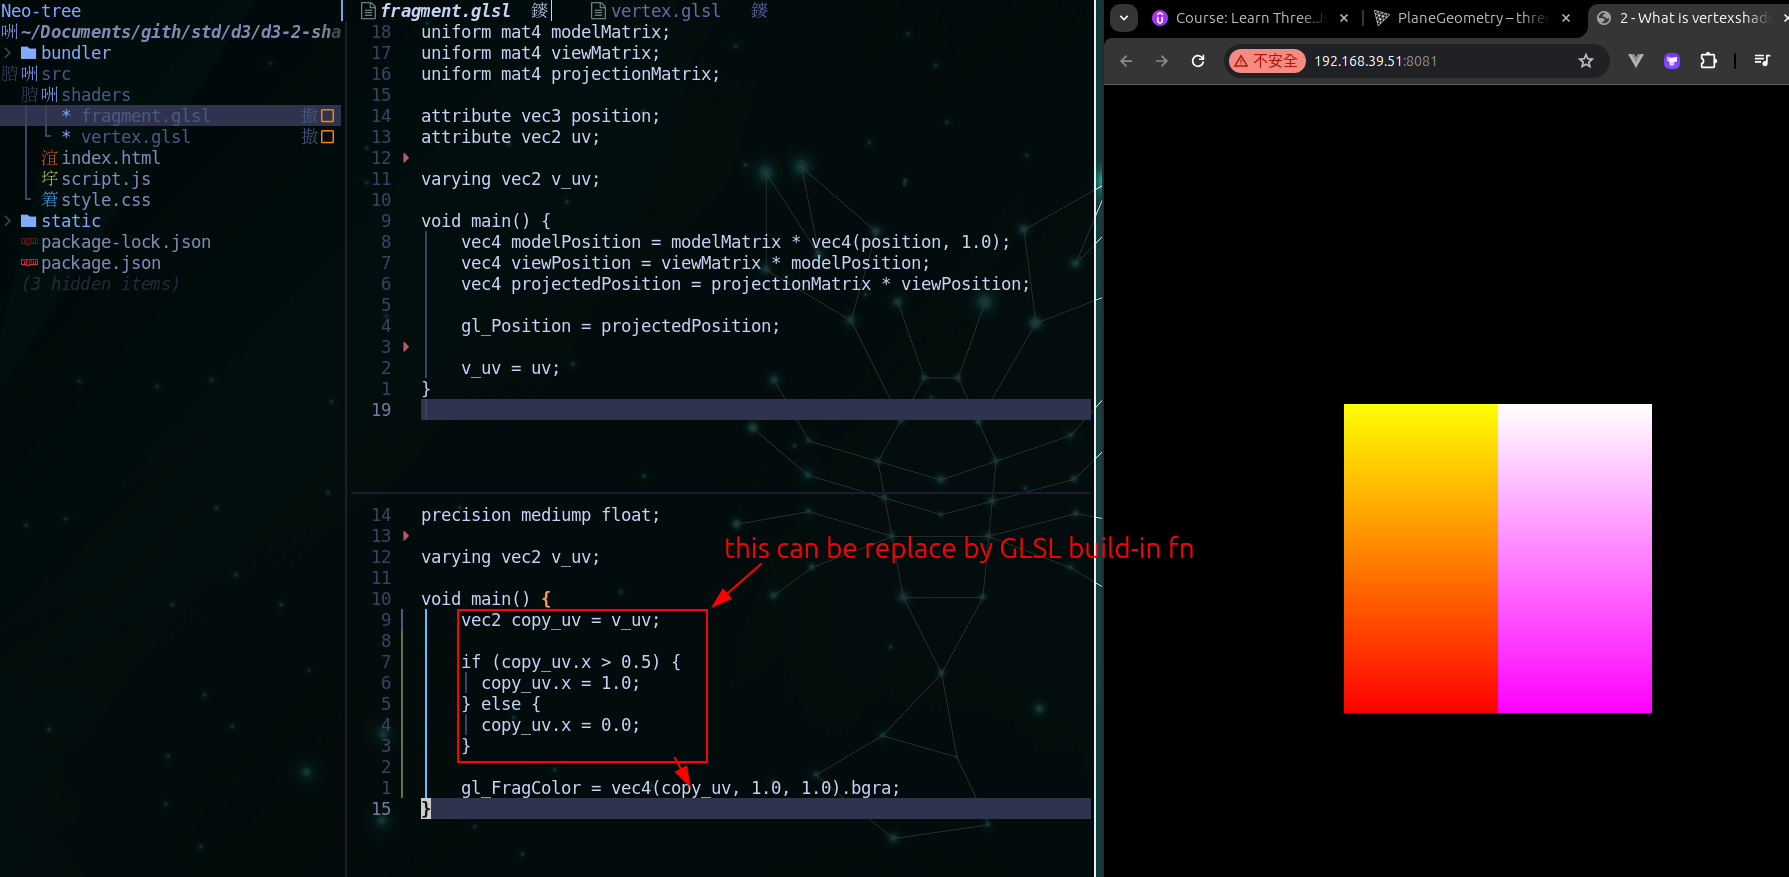 Neo-tree
~/Documents/gith/std/d3/d3-2-sha
bundler
src
shaders
* fragment.glsl
* vertex.glsl
index.html
script.js
style.css
static
package-lock.json
package.json
(3 hidden items)
fragment.glsl vertex.glsl
18 uniform mat4 modelMatrix;
17 uniform mat4 viewMatrix;
16 uniform mat4 projectionMatrix;
15
14 attribute vec3 position;
13 attribute vec2 uv;
12
11 varying vec2 v_uv;
10
9 void main() {
8 vec4 modelPosition = modelMatrix * vec4(position, 1.0);
7 vec4 viewPosition = viewMatrix * modelPosition;
6 vec4 projectedPosition = projectionMatrix * viewPosition;
5
4 gl_Position = projectedPosition;
3
2 v_uv = uv;
1 }
19
14 precision mediump float;
13
12 varying vec2 v_uv;
11
10 void main() {
9 vec2 copy_uv = v_uv;
8
7 if (copy_uv.x > 0.5) {
6 copy_uv.x = 1.0;
5 } else {
4 copy_uv.x = 0.0;
3 }
2
1 gl_FragColor = vec4(copy_uv, 1.0, 1.0).bgra;
15 }
this can be replace by GLSL build-in fn
Course: Learn Three.J
PlaneGeometry – three
2 - What is vertexshad
不安全 192.168.39.51:8081